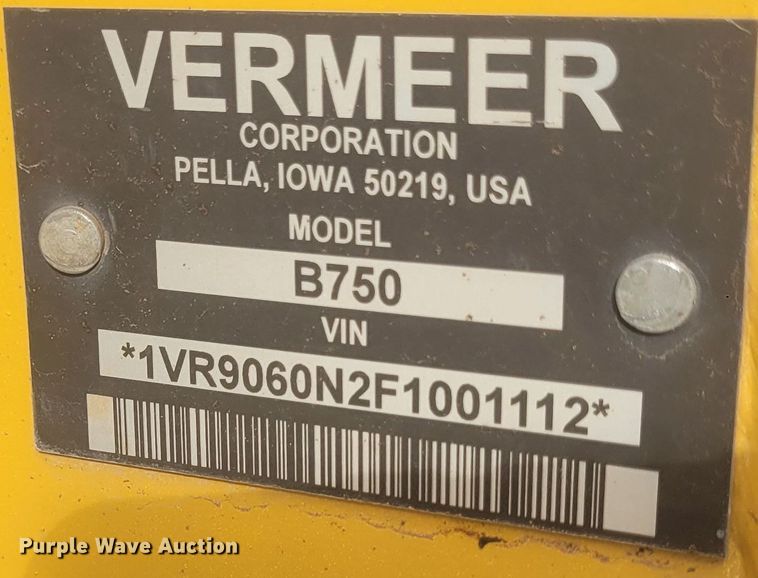 VERMEER
CORPORATION
PELLA, IOWA 50219, USA
MODEL
B750
VIN
*1VR9060N2F1001112*
Purple Wave Auction